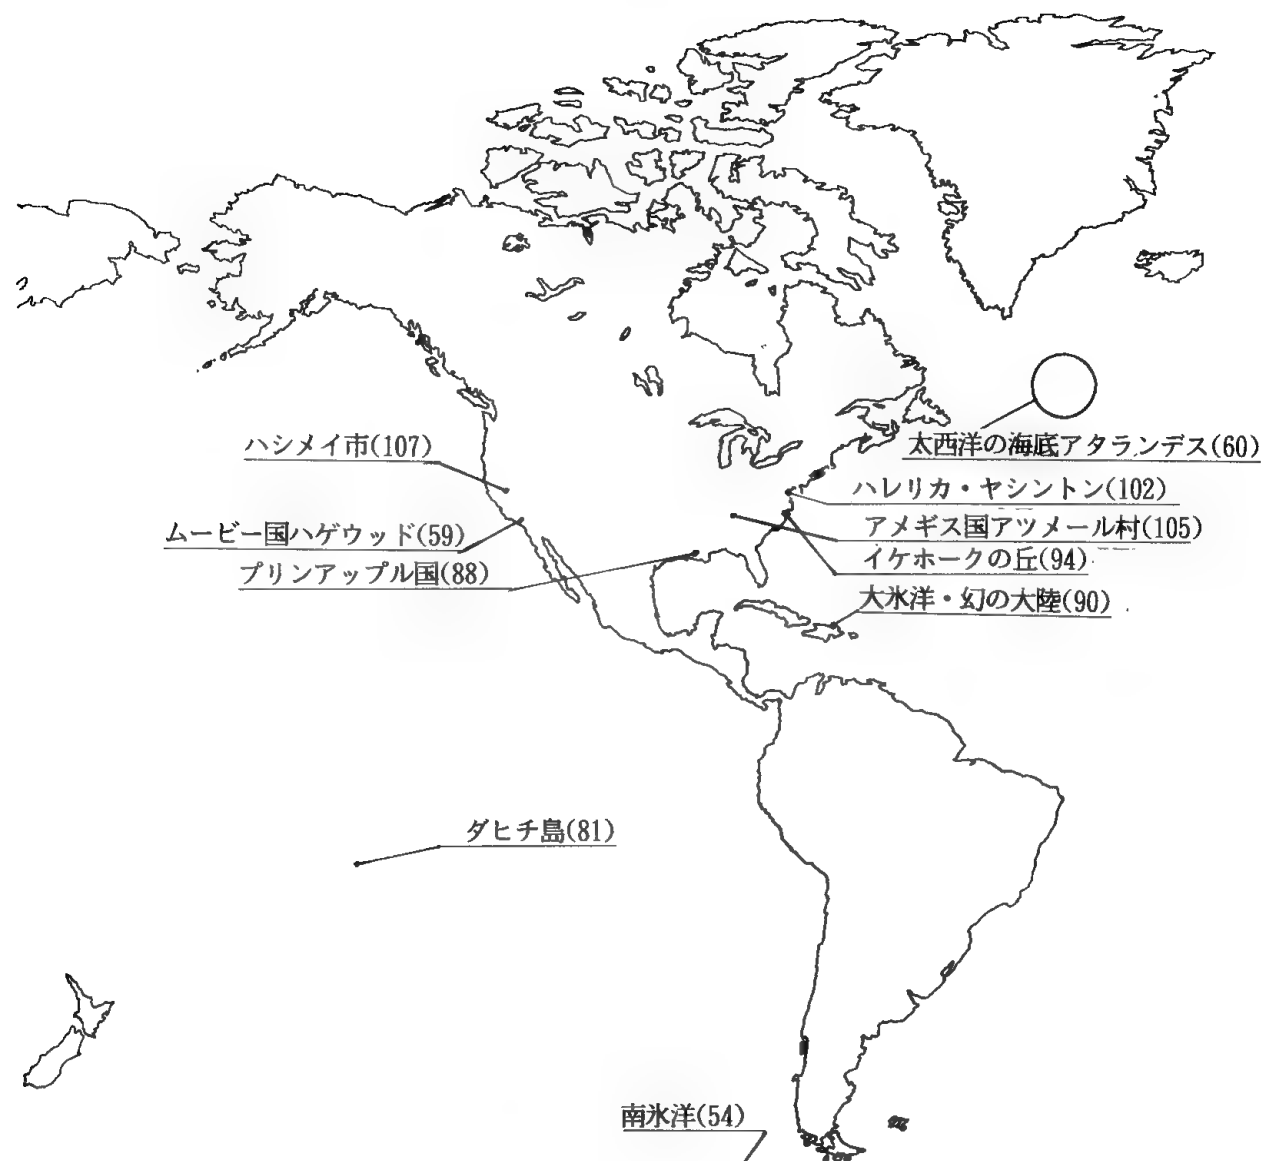 ハシメイ市(107)
太西洋の海底アタランデス(60)
ハレリカ・ヤシントン(102)
アメギス国アツメール村(105)
ムービー国ハゲウッド(59)
イケホークの丘(94)
プリンアップル国(88)
大氷洋・幻の大陸(90)
ダヒチ島(81)
南氷洋(54)